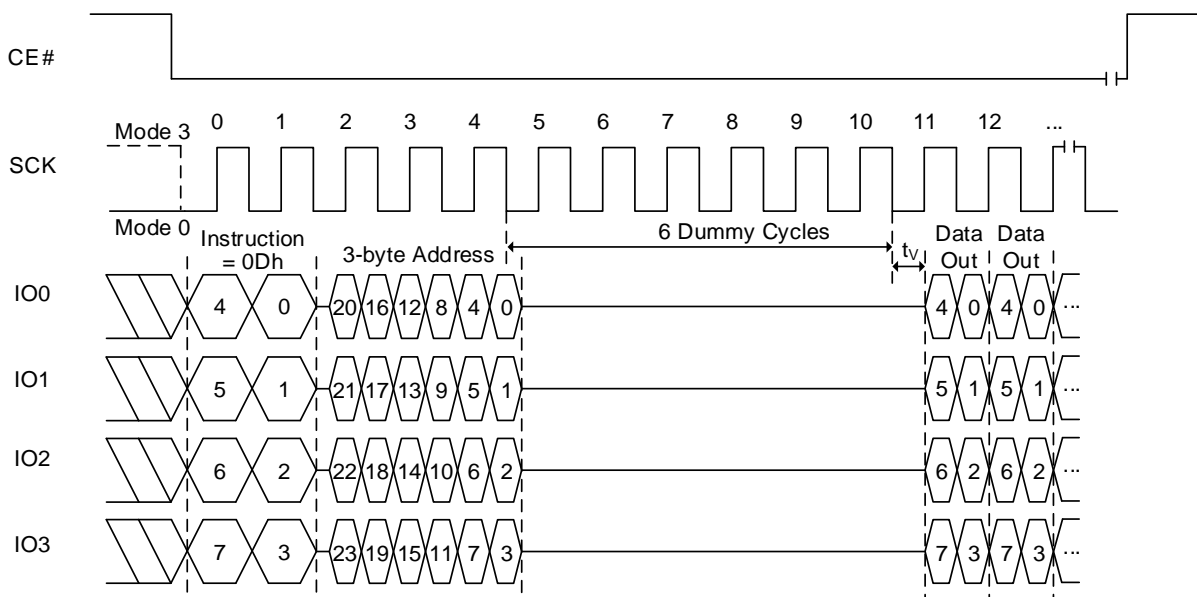 CE#
0 1 2 3 4 5 6 7 8 9 10 11 12 ...
Mode 3
SCK
Mode 0
Instruction
= 0Dh
3-byte Address
6 Dummy Cycles
tV
Data
Out
Data
Out
IO0 4 0 20 16 12 8 4 0 4 0 4 0 ...
IO1 5 1 21 17 13 9 5 1 5 1 5 1 ...
IO2 6 2 22 18 14 10 6 2 6 2 6 2 ...
IO3 7 3 23 19 15 11 7 3 7 3 7 3 ...